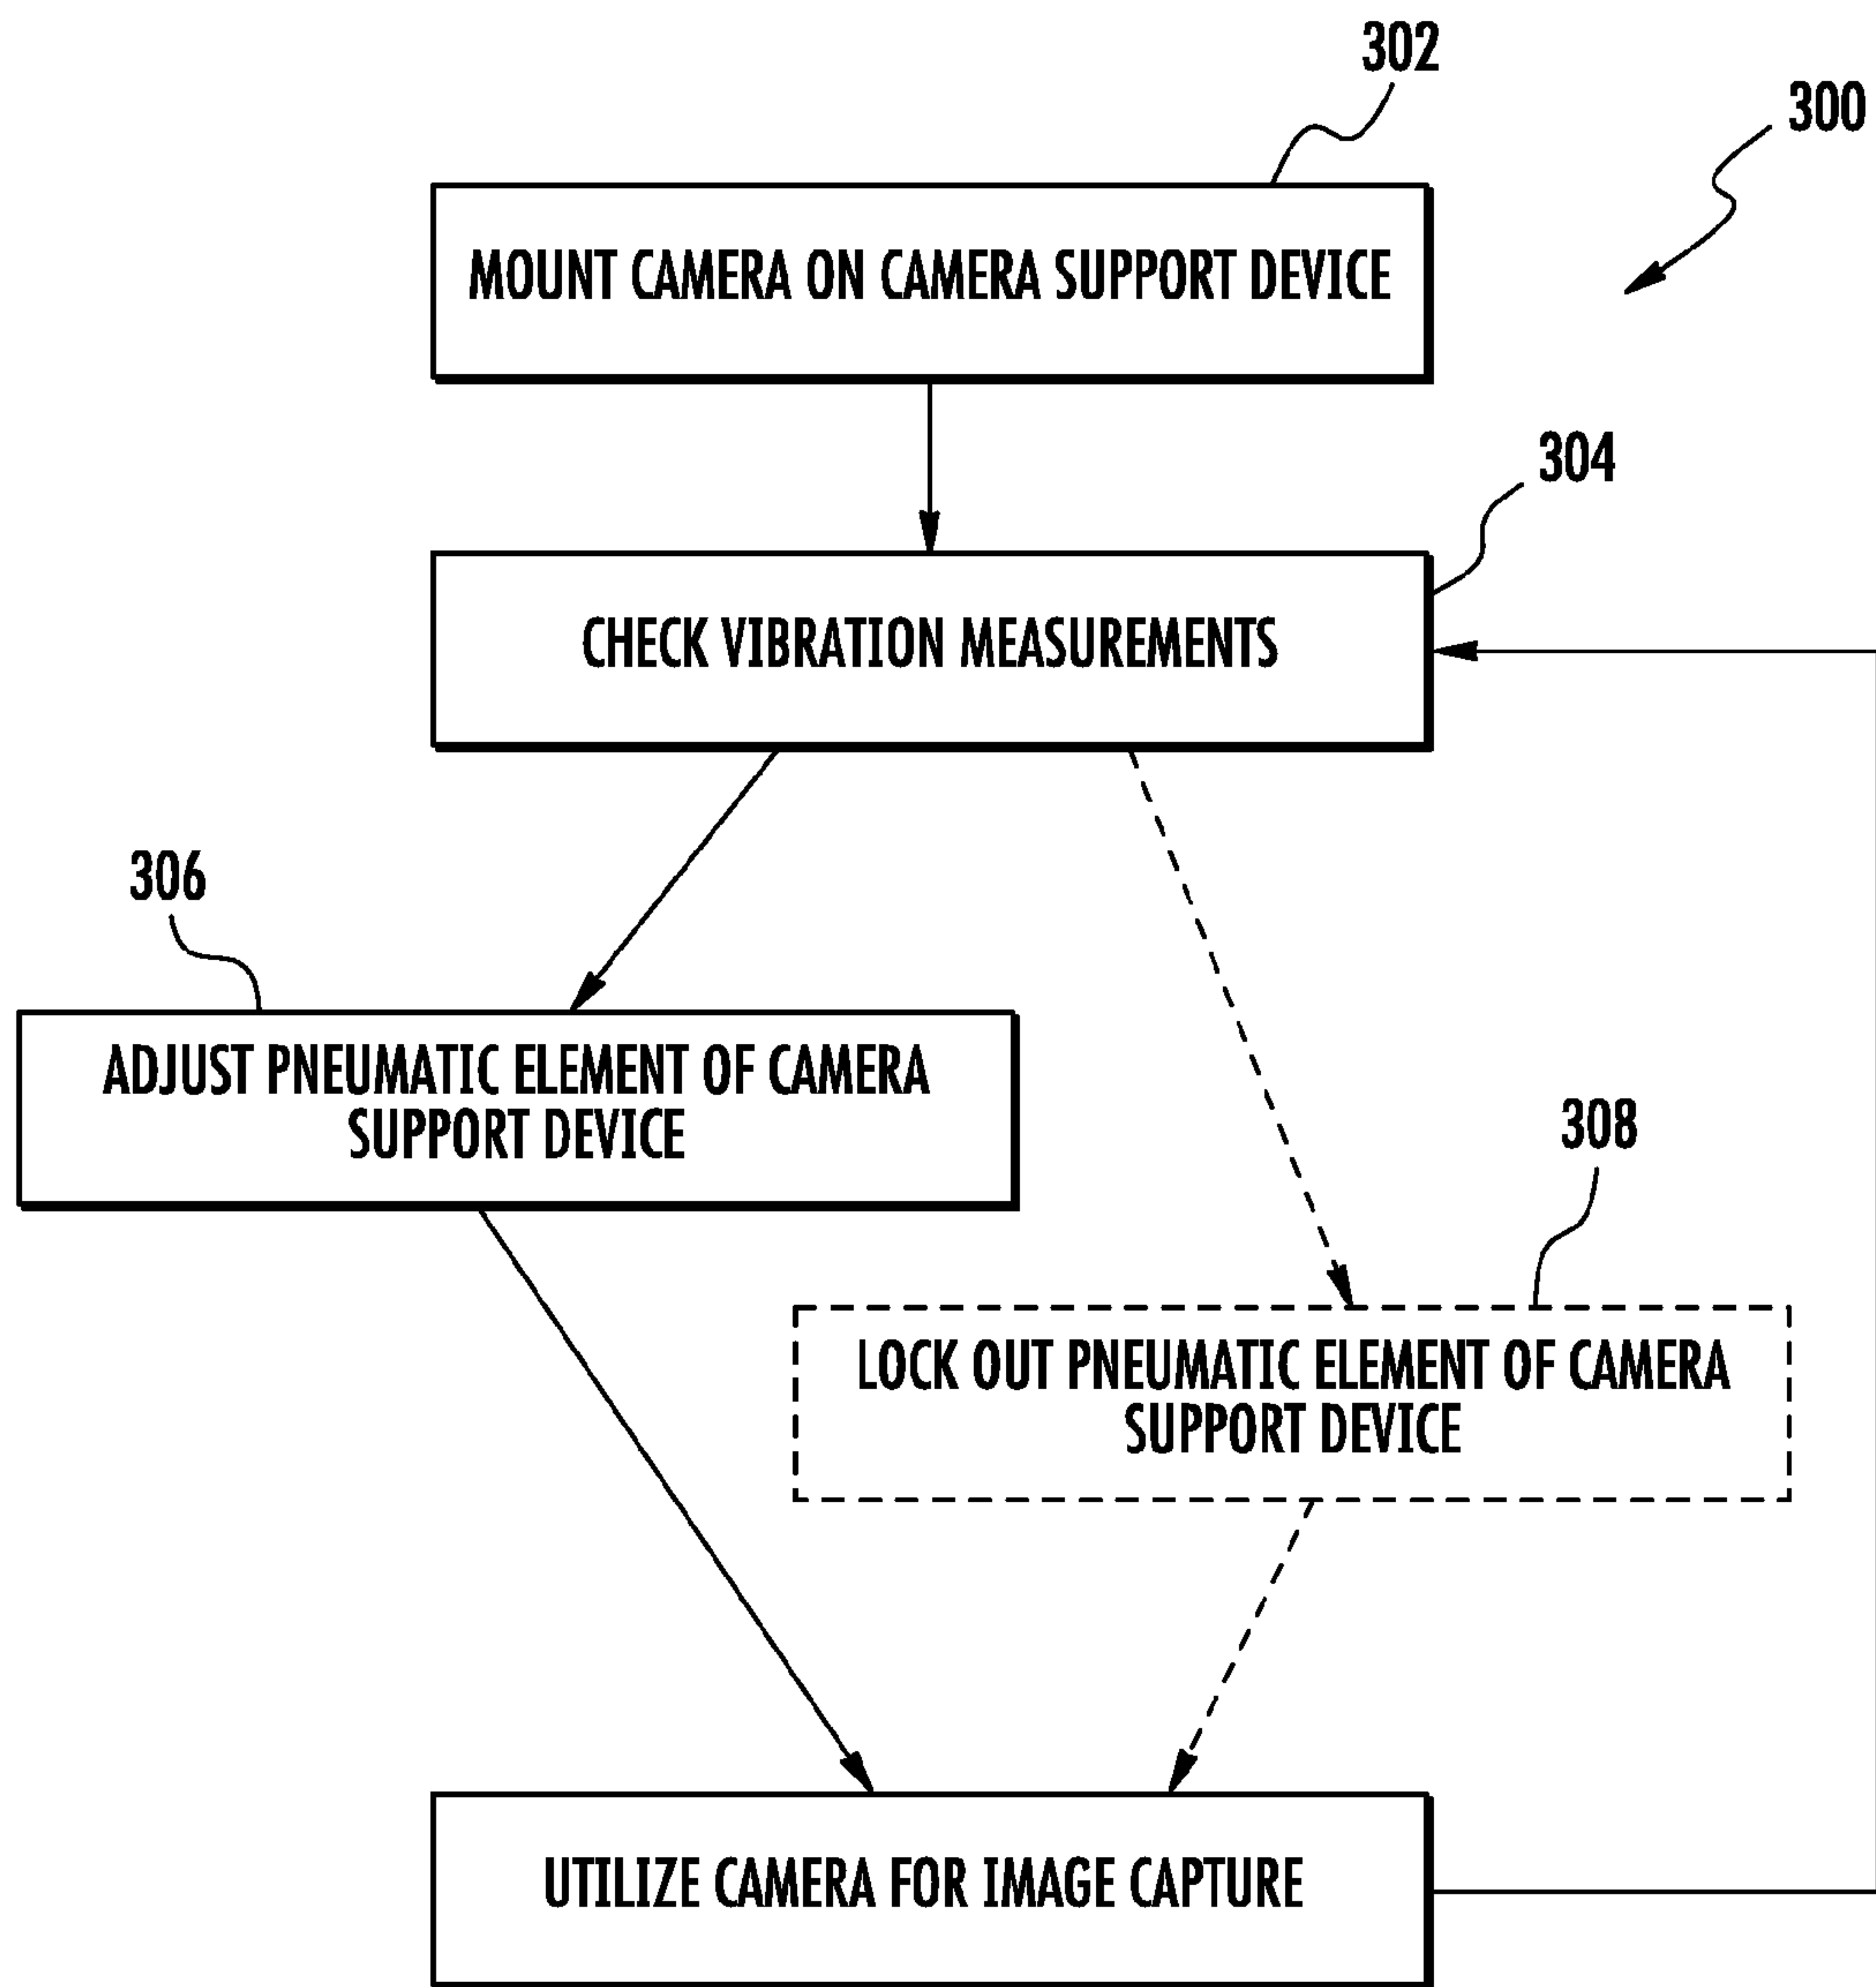 302
300
MOUNT CAMERA ON CAMERA SUPPORT DEVICE
304
CHECK VIBRATION MEASUREMENTS
306
ADJUST PNEUMATIC ELEMENT OF CAMERA
SUPPORT DEVICE
308
LOCK OUT PNEUMATIC ELEMENT OF CAMERA
SUPPORT DEVICE
UTILIZE CAMERA FOR IMAGE CAPTURE